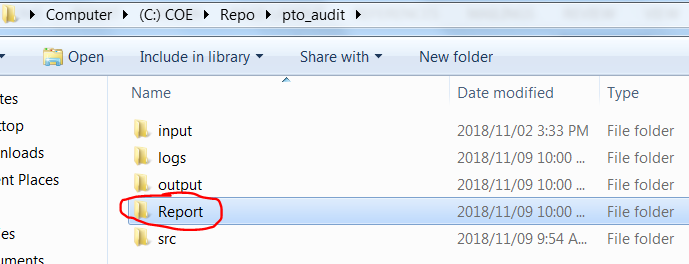 Computer (C:) COE Repo pto_audit
Open Include in library Share with New folder
Name Date modified Type
input 2018/11/02 3:33 PM File folder
logs 2018/11/09 10:00 ... File folder
output 2018/11/09 10:00 ... File folder
Report 2018/11/09 10:00 ... File folder
src 2018/11/09 9:54 A... File folder
tes
top
nloads
ent Places
es
ments